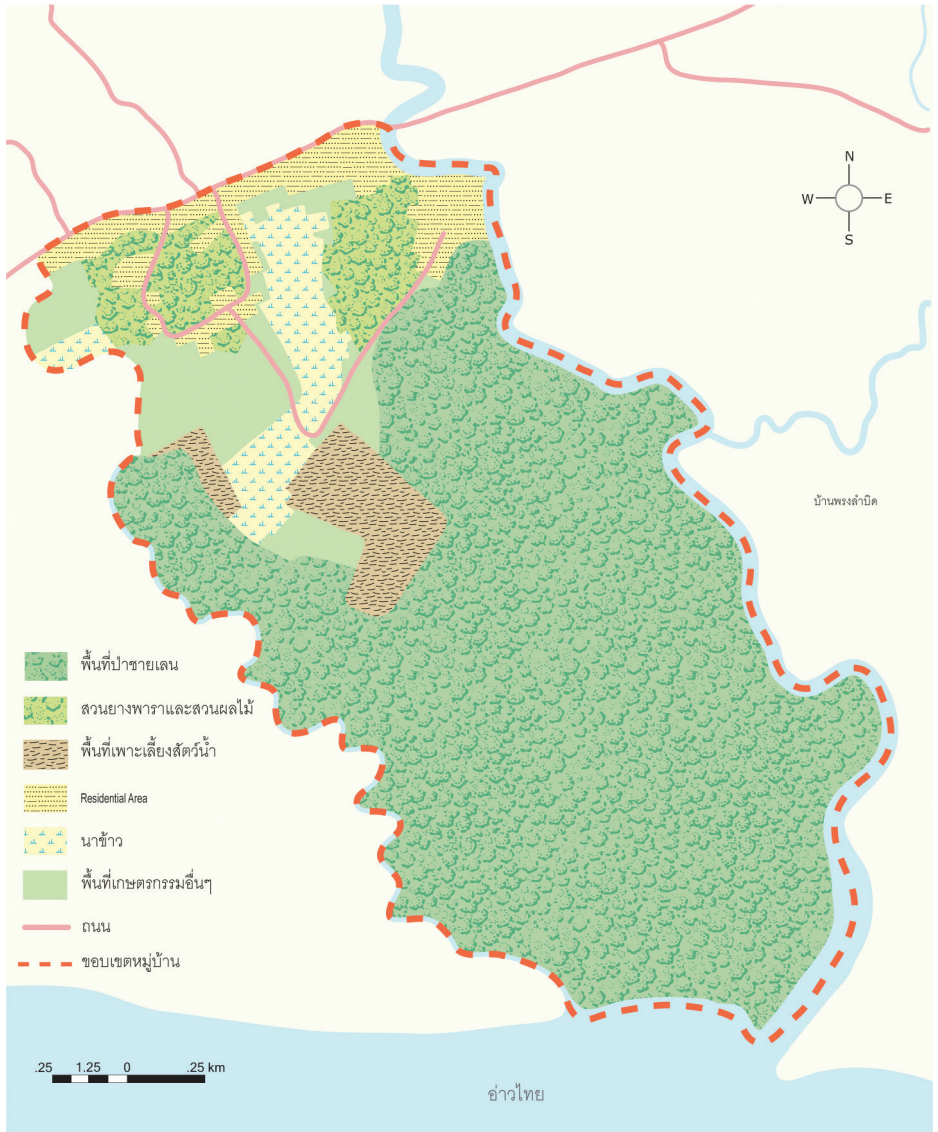 N
W E
S
บ้านพรงลำบิด
พื้นที่ป่าชายเลน
สวนยางพาราและสวนผลไม้
พื้นที่เพาะเลี้ยงสัตว์น้ำ
Residential Area
นาข้าว
พื้นที่เกษตรกรรมอื่นๆ
ถนน
ขอบเขตหมู่บ้าน
.25 1.25 0 .25 km
อ่าวไทย